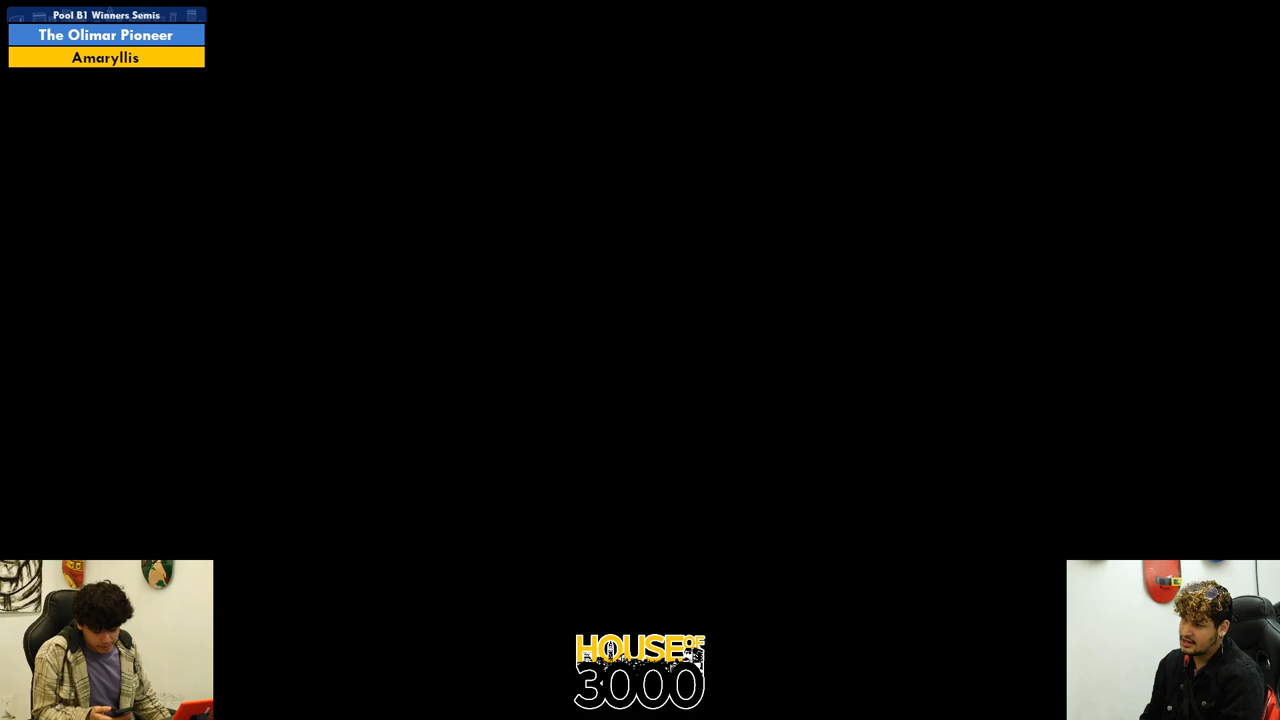 Pool B1 Winners Semis
The Olimar Pioneer
Amaryllis
HOUSE OF
3000